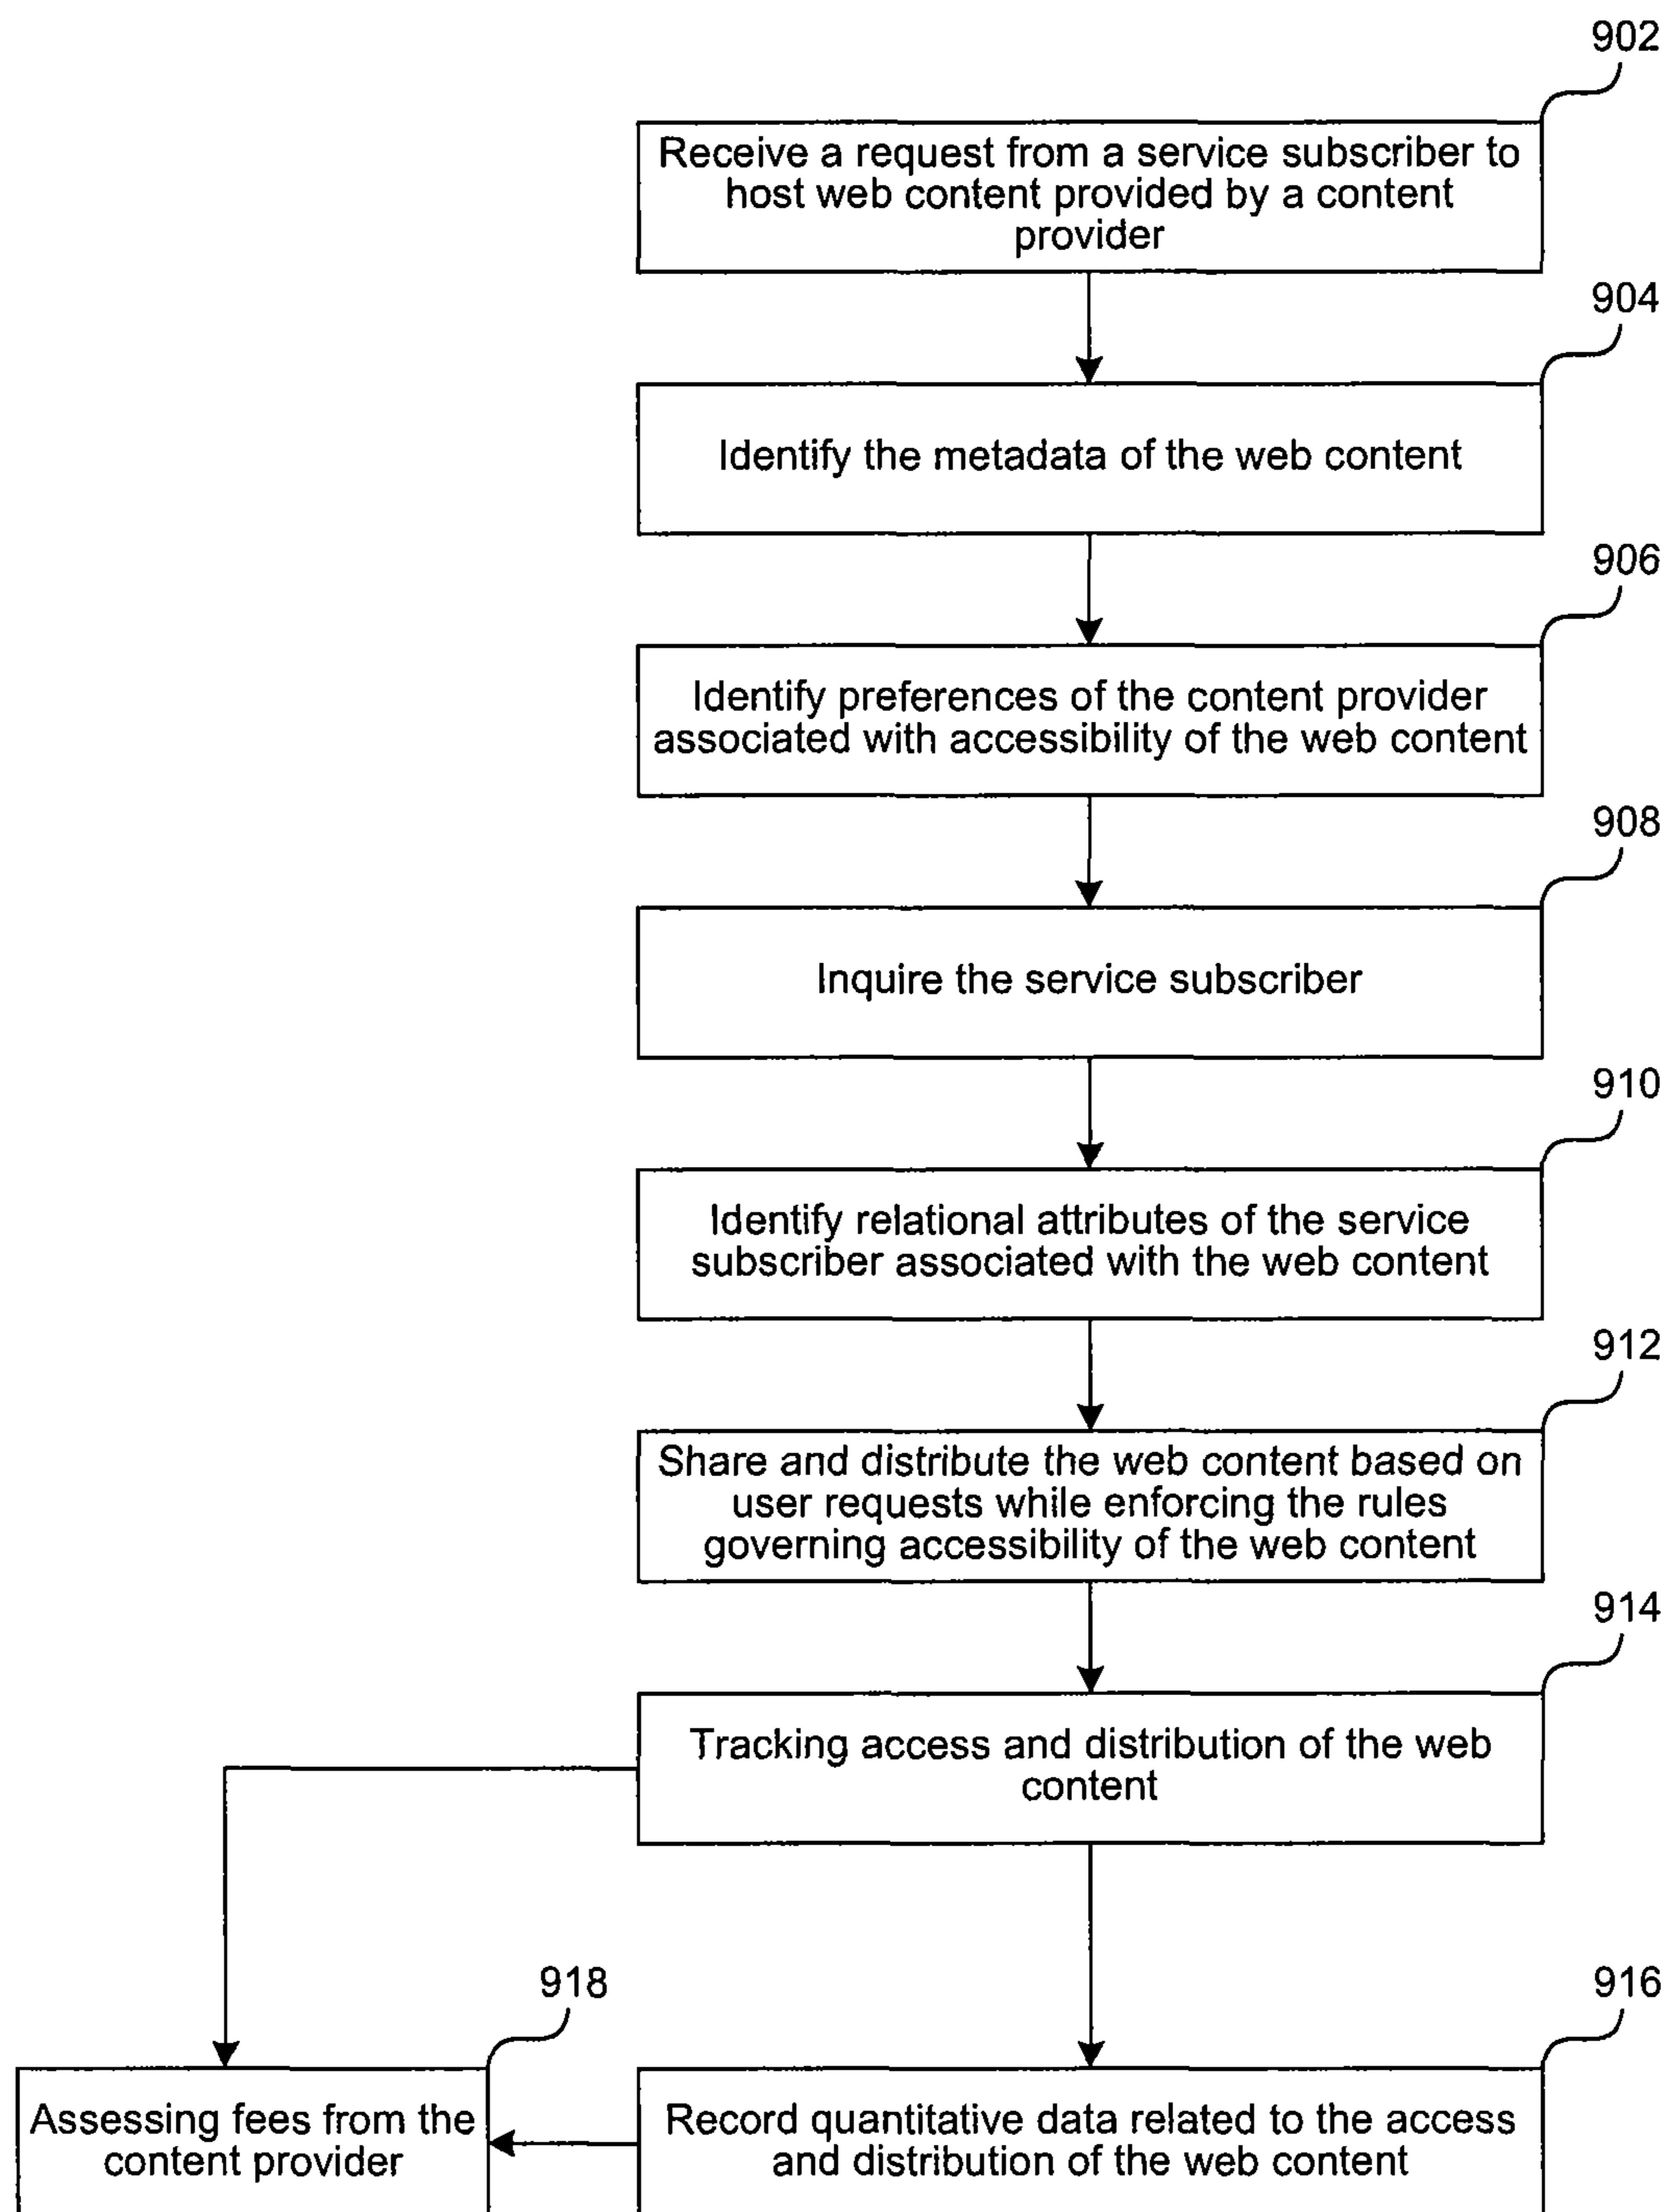 902
Receive a request from a service subscriber to
host web content provided by a content
provider
904
Identify the metadata of the web content
906
Identify preferences of the content provider
associated with accessibility of the web content
908
Inquire the service subscriber
910
Identify relational attributes of the service
subscriber associated with the web content
912
Share and distribute the web content based on
user requests while enforcing the rules
governing accessibility of the web content
914
Tracking access and distribution of the web
content
918
Assessing fees from the
content provider
916
Record quantitative data related to the access
and distribution of the web content